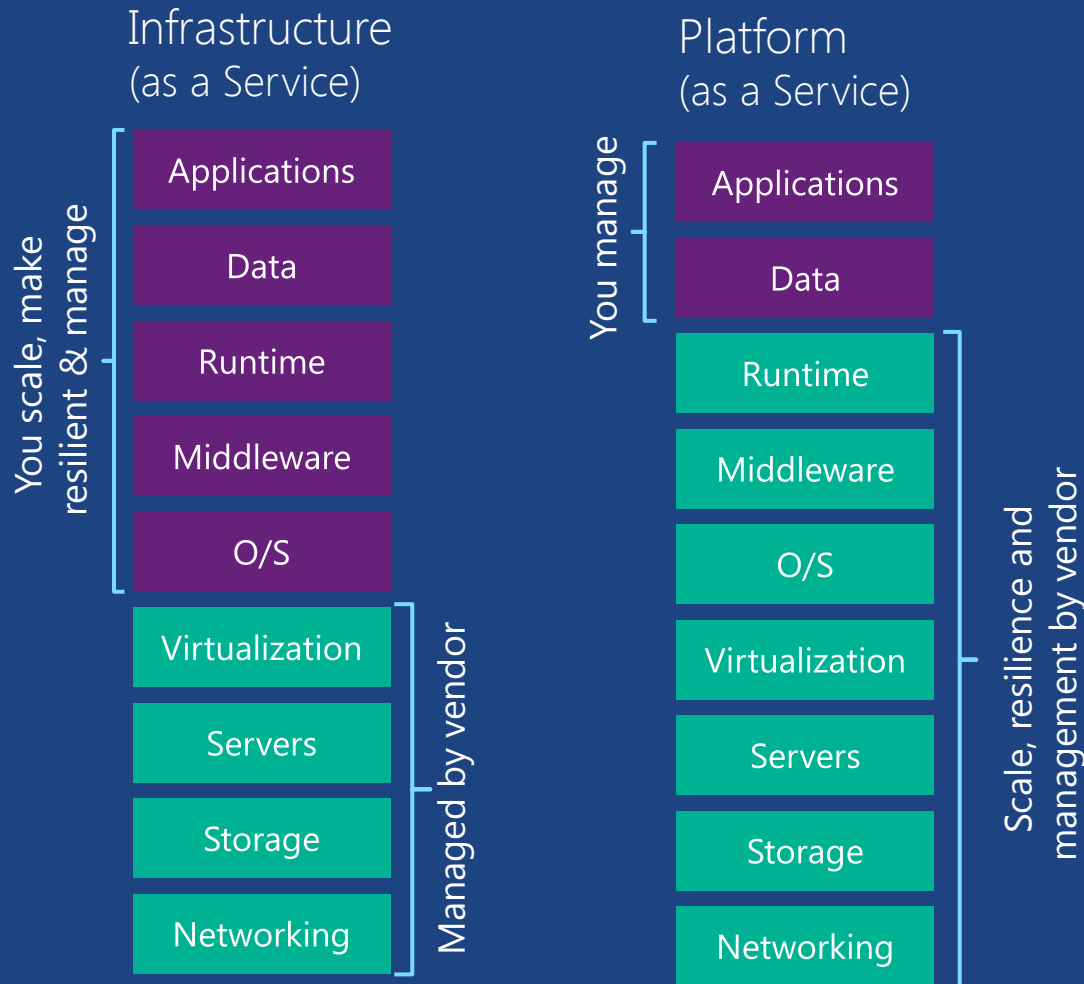 Infrastructure
(as a Service)
You scale, make
resilient & manage
Applications
Data
Runtime
Middleware
O/S
Virtualization
Servers
Storage
Networking
Managed by vendor
Platform
(as a Service)
You manage
Applications
Data
Runtime
Middleware
O/S
Virtualization
Servers
Storage
Networking
Scale, resilience and
management by vendor